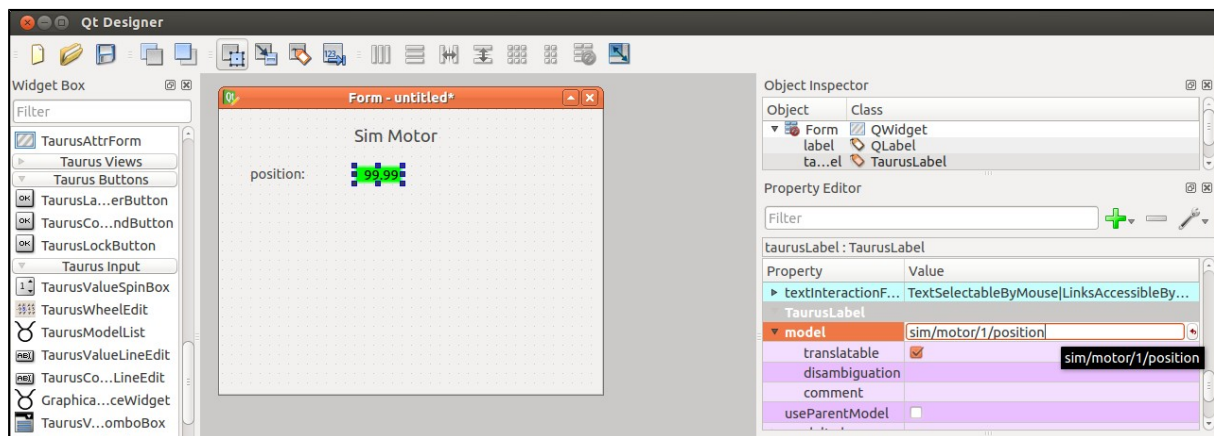 Qt Designer
Widget Box
Filter
TaurusAttrForm
Taurus Views
Taurus Buttons
TaurusLa...erButton
TaurusCo...ndButton
TaurusLockButton
Taurus Input
TaurusValueSpinBox
TaurusWheelEdit
TaurusModelList
TaurusValueLineEdit
TaurusCo...LineEdit
Graphica...ceWidget
TaurusV...omboBox
Form - untitled*
Sim Motor
position: 99.99
Object Inspector
Object Class
Form QWidget
label QLabel
ta...el TaurusLabel
Property Editor
Filter
taurusLabel : TaurusLabel
Property Value
textInteractionF... TextSelectableByMouse|LinksAccessibleBy...
TaurusLabel
model sim/motor/1/position
translatable
sim/motor/1/position
disambiguation
comment
useParentModel